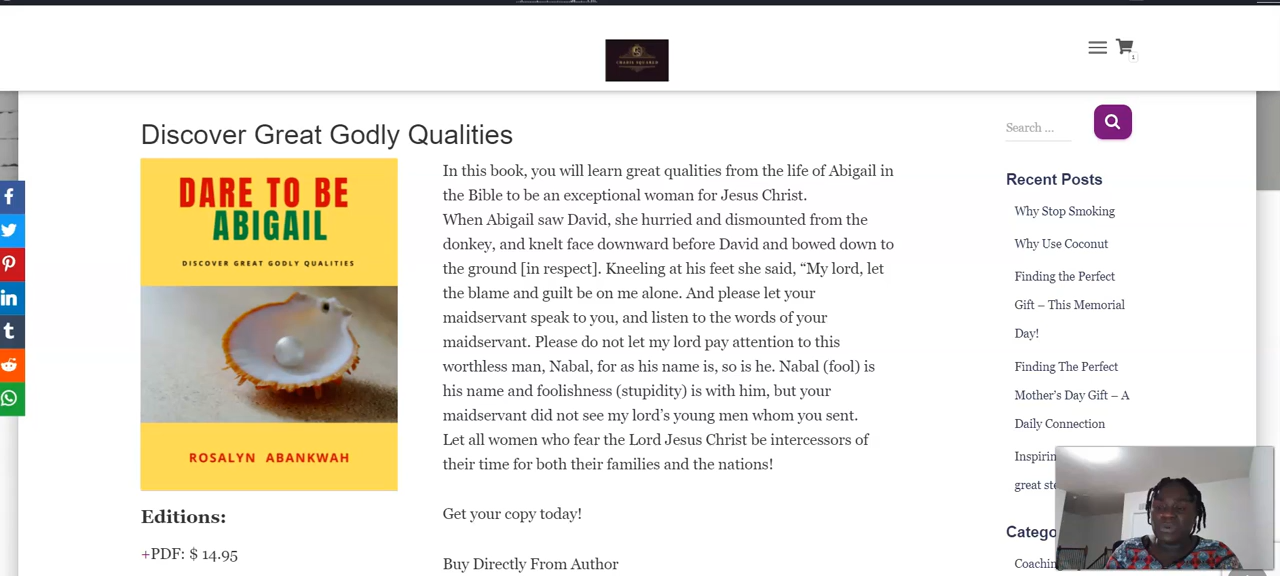 1
Discover Great Godly Qualities
DARE TO BE
ABIGAIL
DISCOVER GREAT GODLY QUALITIES
ROSALYN ABANKWAH
Editions:
+PDF: $ 14.95
In this book, you will learn great qualities from the life of Abigail in
the Bible to be an exceptional woman for Jesus Christ.
When Abigail saw David, she hurried and dismounted from the
donkey, and knelt face downward before David and bowed down to
the ground [in respect]. Kneeling at his feet she said, “My lord, let
the blame and guilt be on me alone. And please let your
maidservant speak to you, and listen to the words of your
maidservant. Please do not let my lord pay attention to this
worthless man, Nabal, for as his name is, so is he. Nabal (fool) is
his name and foolishness (stupidity) is with him, but your
maidservant did not see my lord’s young men whom you sent.
Let all women who fear the Lord Jesus Christ be intercessors of
their time for both their families and the nations!
Get your copy today!
Buy Directly From Author
Search ...
Recent Posts
Why Stop Smoking
Why Use Coconut
Finding the Perfect
Gift – This Memorial
Day!
Finding The Perfect
Mother’s Day Gift – A
Daily Connection
great